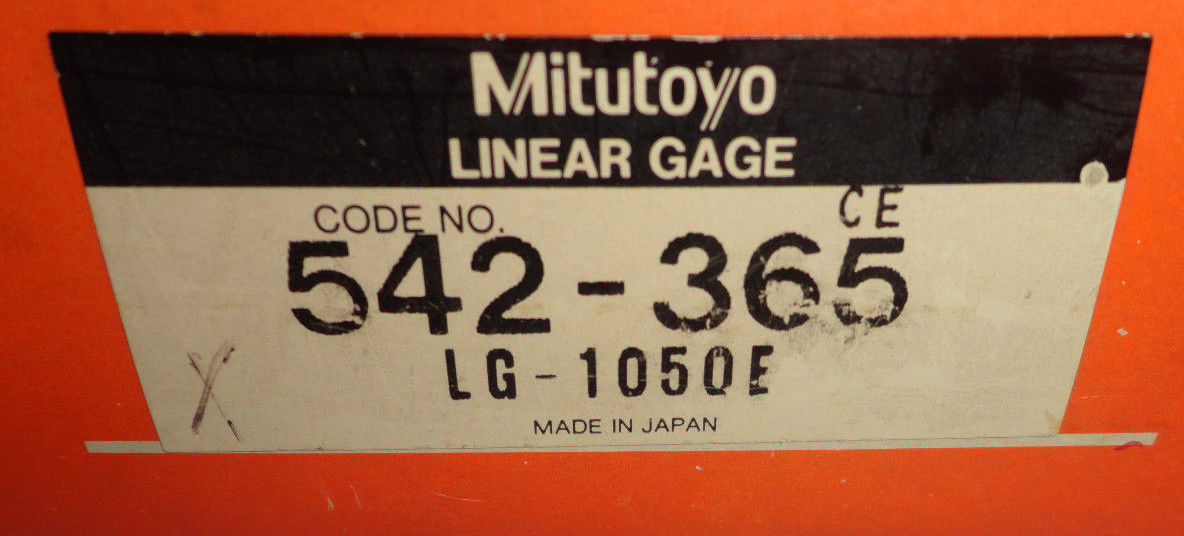 Mitutoyo
LINEAR GAGE
CODE NO.
CE
542-365
LG-1050E
X
MADE IN JAPAN